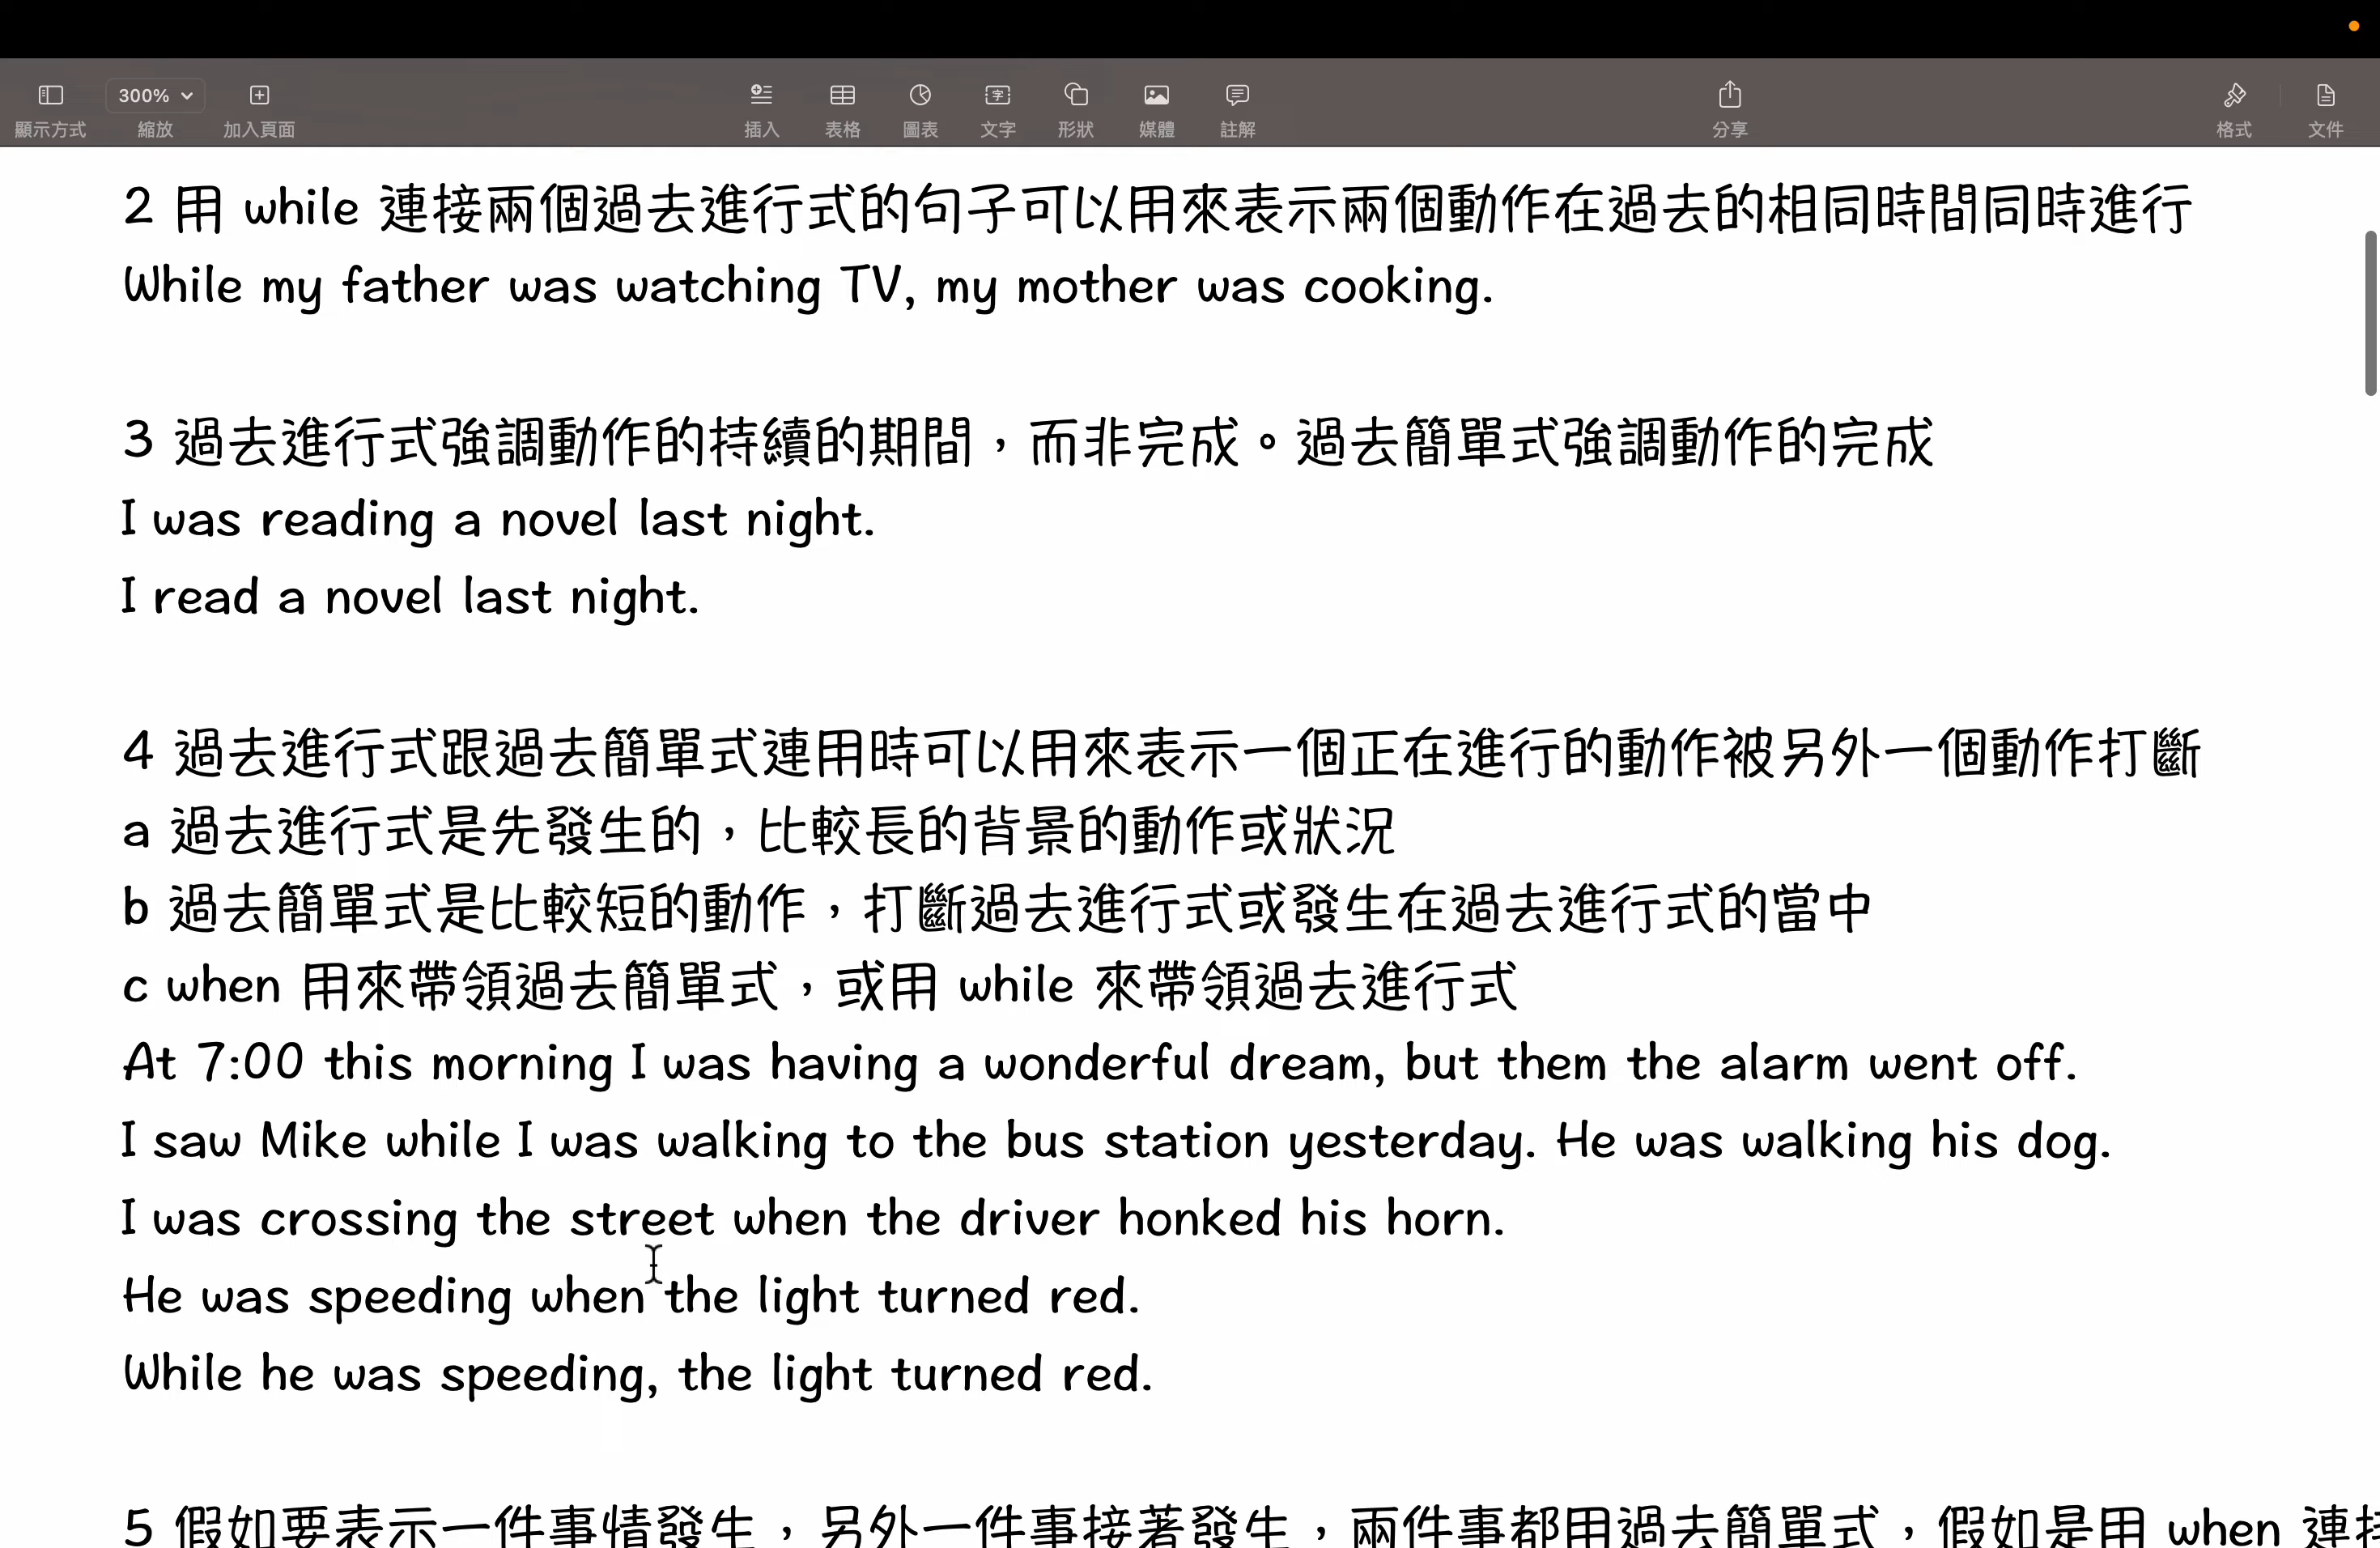 300%
顯示方式 縮放 加入頁面 插入 表格 圖表 文字 形狀 媒體 註解 分享 格式 文件
2 用 while 連接兩個過去進行式的句子可以用來表示兩個動作在過去的相同時間同時進行
While my father was watching TV, my mother was cooking.
3 過去進行式強調動作的持續的期間，而非完成。過去簡單式強調動作的完成
I was reading a novel last night.
I read a novel last night.
4 過去進行式跟過去簡單式連用時可以用來表示一個正在進行的動作被另外一個動作打斷
a 過去進行式是先發生的，比較長的背景的動作或狀況
b 過去簡單式是比較短的動作，打斷過去進行式或發生在過去進行式的當中
c when 用來帶領過去簡單式，或用 while 來帶領過去進行式
At 7:00 this morning I was having a wonderful dream, but them the alarm went off.
I saw Mike while I was walking to the bus station yesterday. He was walking his dog.
I was crossing the street when the driver honked his horn.
He was speeding when the light turned red.
While he was speeding, the light turned red.
5 假如要表示一件事情發生，另外一件事接著發生，兩件事都用過去簡單式，假如是用 when 連接